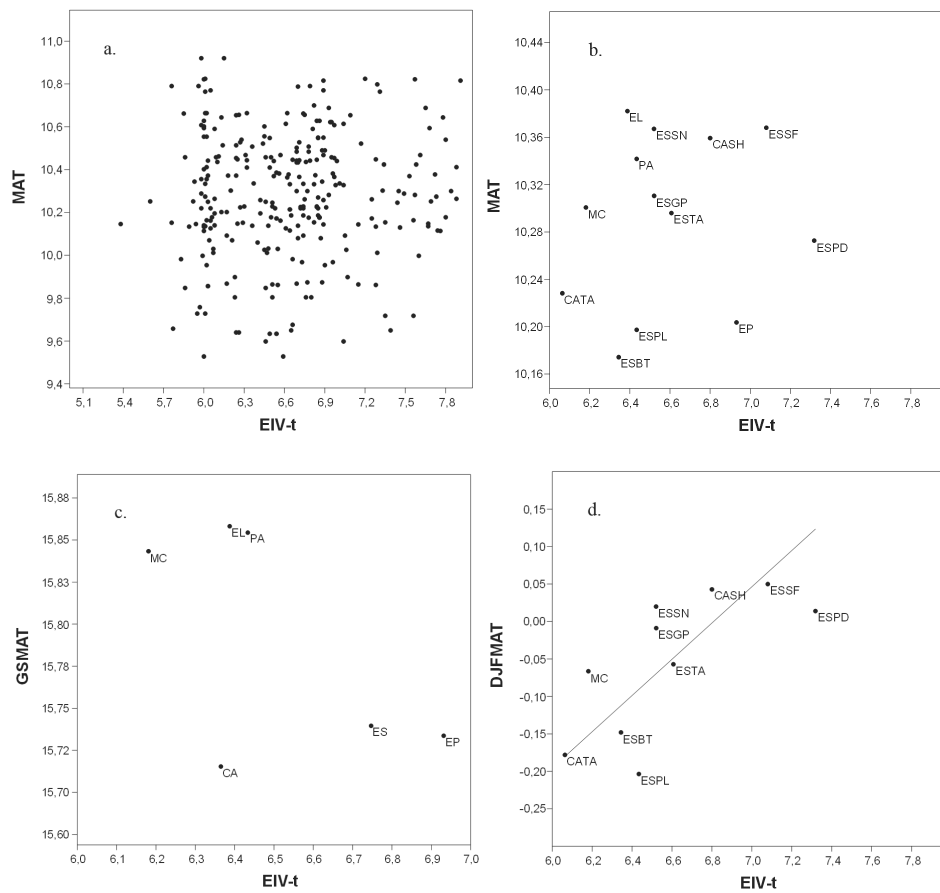 a.
11,0
10,8
10,6
10,4
10,2
10,0
9,8
9,6
9,4
MAT
5,1 5,4 5,7 6,0 6,3 6,6 6,9 7,2 7,5 7,8
EIV-t
b.
10,44
10,40
10,36
10,32
10,28
10,24
10,20
10,16
MAT
EL
ESSN
CASH
ESSF
PA
ESGP
MC
ESTA
ESPD
CATA
ESPL
EP
ESBT
6,0 6,2 6,4 6,6 6,8 7,0 7,2 7,4 7,6 7,8
EIV-t
c.
15,88
15,85
15,83
15,80
15,78
15,75
15,72
15,70
15,60
GSMAT
EL
PA
MC
ES
EP
CA
6,0 6,1 6,2 6,3 6,4 6,5 6,6 6,7 6,8 6,9 7,0
EIV-t
d.
0,15
0,10
0,05
0,00
-0,05
-0,10
-0,15
-0,20
-0,25
DJFMAT
CASH
ESSF
ESSN
ESPD
ESGP
ESTA
MC
ESBT
CATA
ESPL
6,0 6,2 6,4 6,6 6,8 7,0 7,2 7,4 7,6 7,8
EIV-t